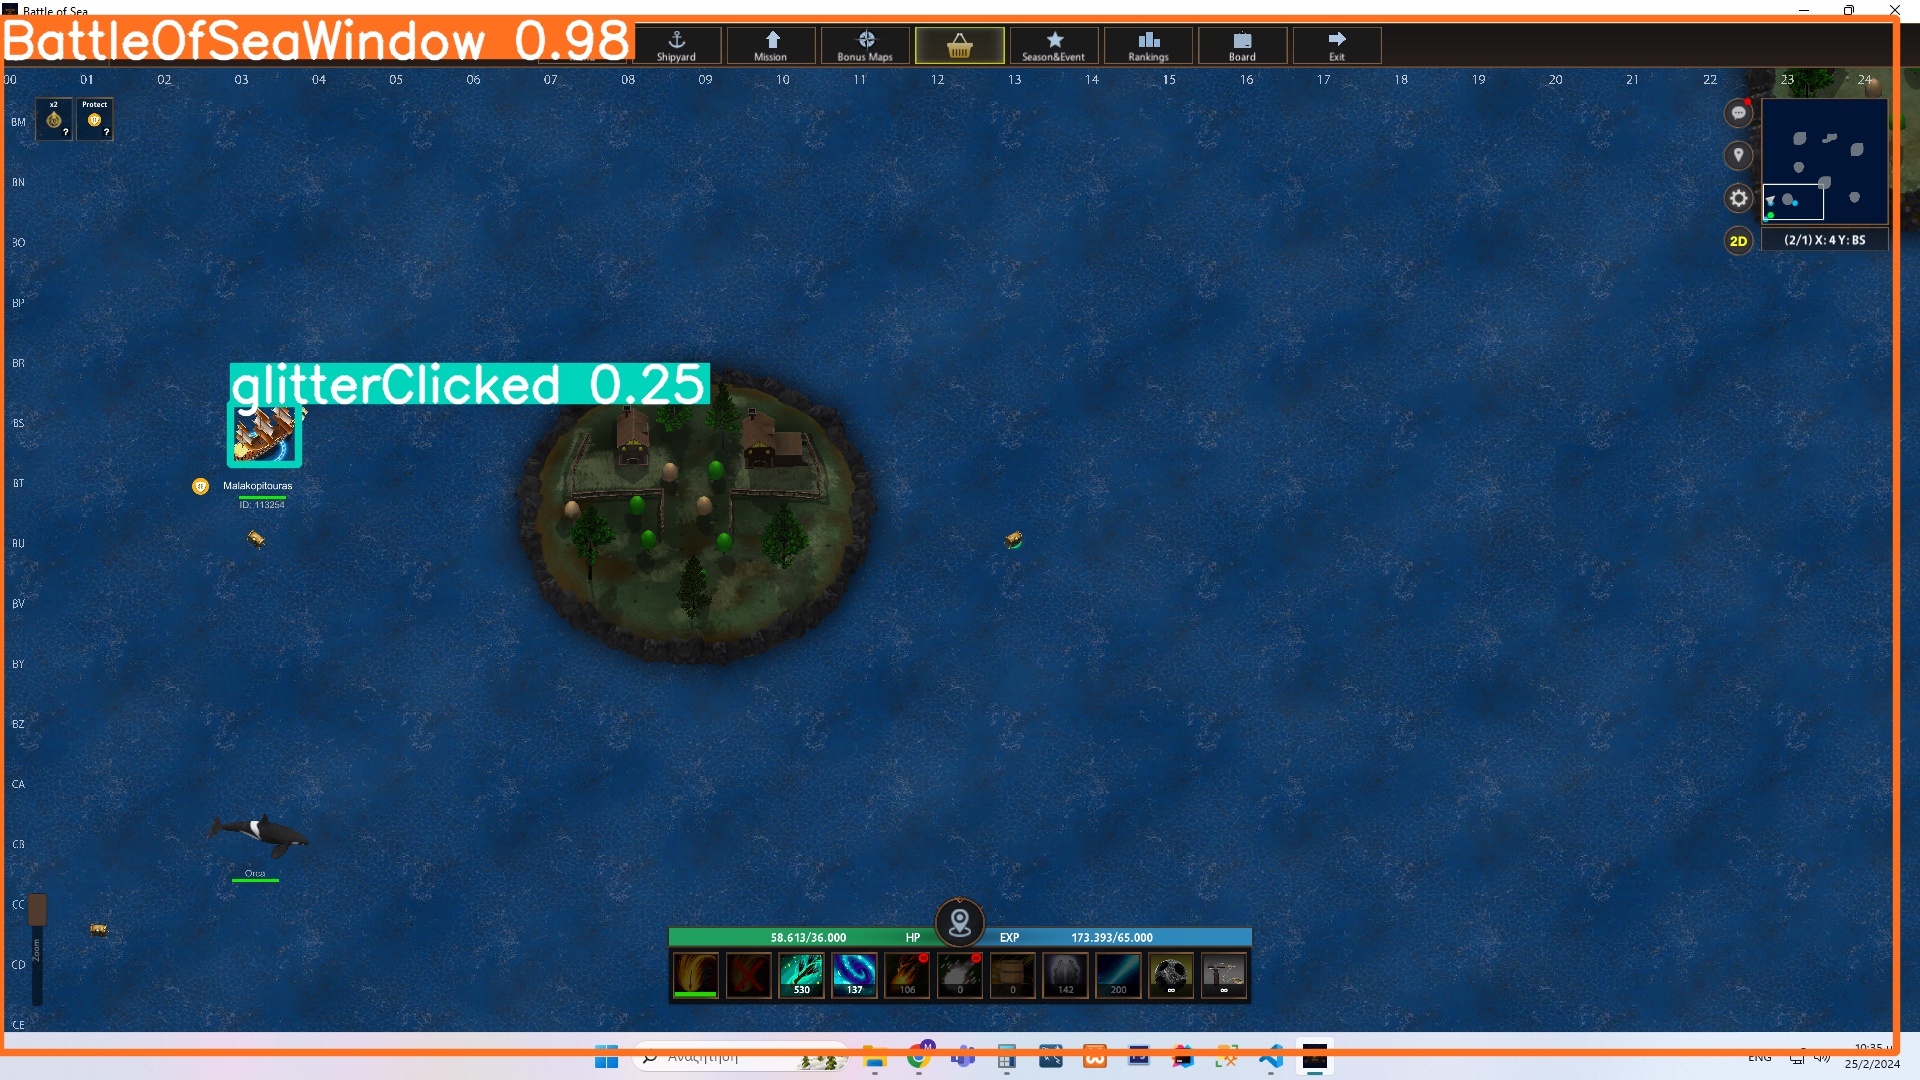 Battle of Sea
BattleOfSeaWindow 0.98
Shipyard
Mission
Bonus Maps
Season&Event
Rankings
Board
Exit
00 01 02 03 04 05 06 07 08 09 10 11 12 13 14 15 16 17 18 19 20 21 22 23 24
x2
?
Protect
?
BM
BN
BO
BP
BR
BS
BT
BU
BV
BY
BZ
CA
CB
CC
CD
CE
2D
(2/1) X: 4 Y: BS
glitterClicked 0.25
Malakopitouras
ID: 113254
Orca
Zoom
58.613/36.000 HP
EXP 173.393/65.000
530
137
106
0
0
142
200
∞
∞
Αναζήτηση
ENG
25/2/2024